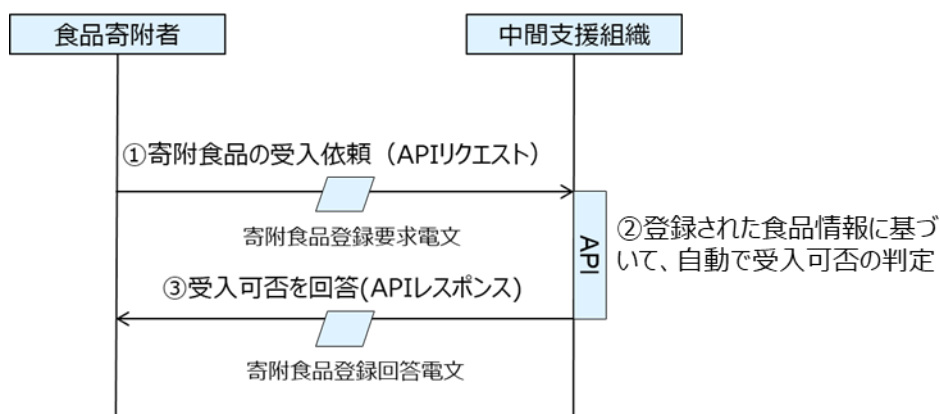 食品寄附者
中間支援組織
①寄附食品の受入依頼（APIリクエスト）
寄附食品登録要求電文
API
②登録された食品情報に基づ
いて、自動で受入可否の判定
③受入可否を回答(APIレスポンス)
寄附食品登録回答電文